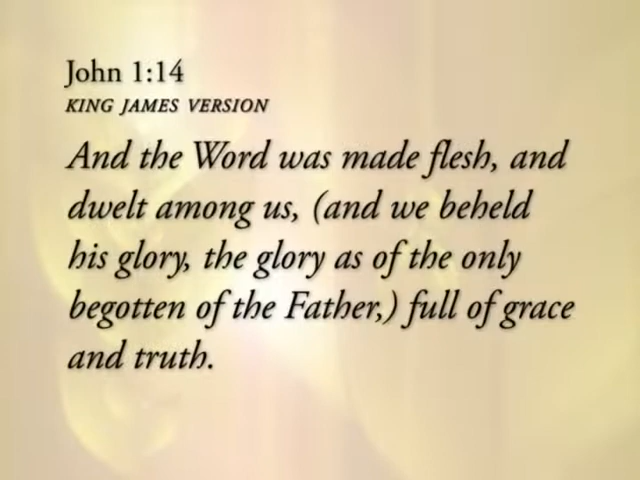 John 1:14
KING JAMES VERSION
And the Word was made flesh, and
dwelt among us, (and we beheld
his glory, the glory as of the only
begotten of the Father,) full of grace
and truth.